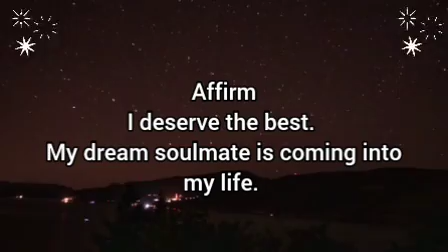 Affirm
I deserve the best.
My dream soulmate is coming into
my life.